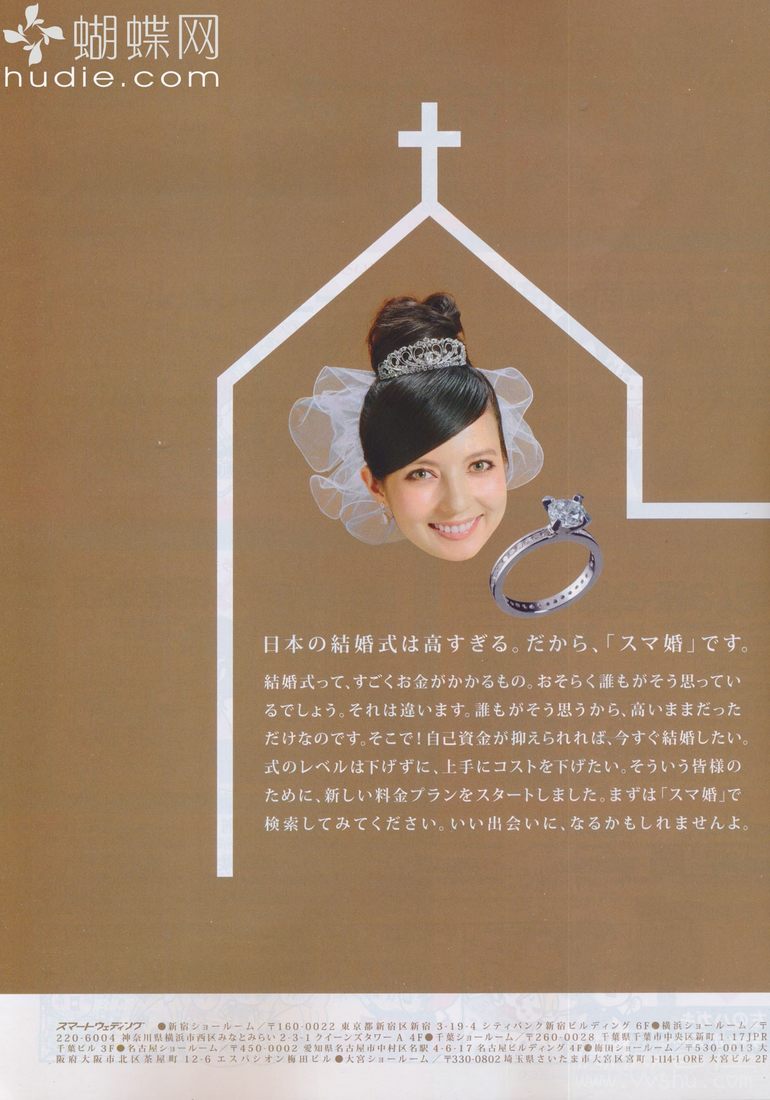 蝴蝶网
hudie.com
日本の結婚式は高すぎる。だから、「スマ婚」です。
結婚式って、すごくお金がかかるもの。おそらく誰もがそう思ってい
るでしょう。それは違います。誰もがそう思うから、高いままだった
だけなのです。そこで！自己資金が抑えられれば、今すぐ結婚したい。
式のレベルは下げずに、上手にコストを下げたい。そういう皆様の
ために、新しい料金プランをスタートしました。まずは「スマ婚」で
検索してみてください。いい出会いに、なるかもしれませんよ。
スマートウェディング ●新宿ショールーム／〒160-0022 東京都新宿区新宿 3-19-4 シティバンク新宿ビルディング 6F●横浜ショールーム／〒
220-6004 神奈川県横浜市西区みなとみらい 2-3-1 クイーンズタワー A 4F●千葉ショールーム／〒260-0028 千葉県千葉市中央区新町 1-17JPR
千葉ビル 3F●名古屋ショールーム／〒450-0002 愛知県名古屋市中村区名駅 4-6-17 名古屋ビルディング 4F●梅田ショールーム／〒530-0013 大
阪府大阪市北区茶屋町 12-6 エスパシオン梅田ビル●大宮ショールーム／〒330-0802 埼玉県さいたま市大宮区宮町 1-114-1 ORE 大宮ビル 2F